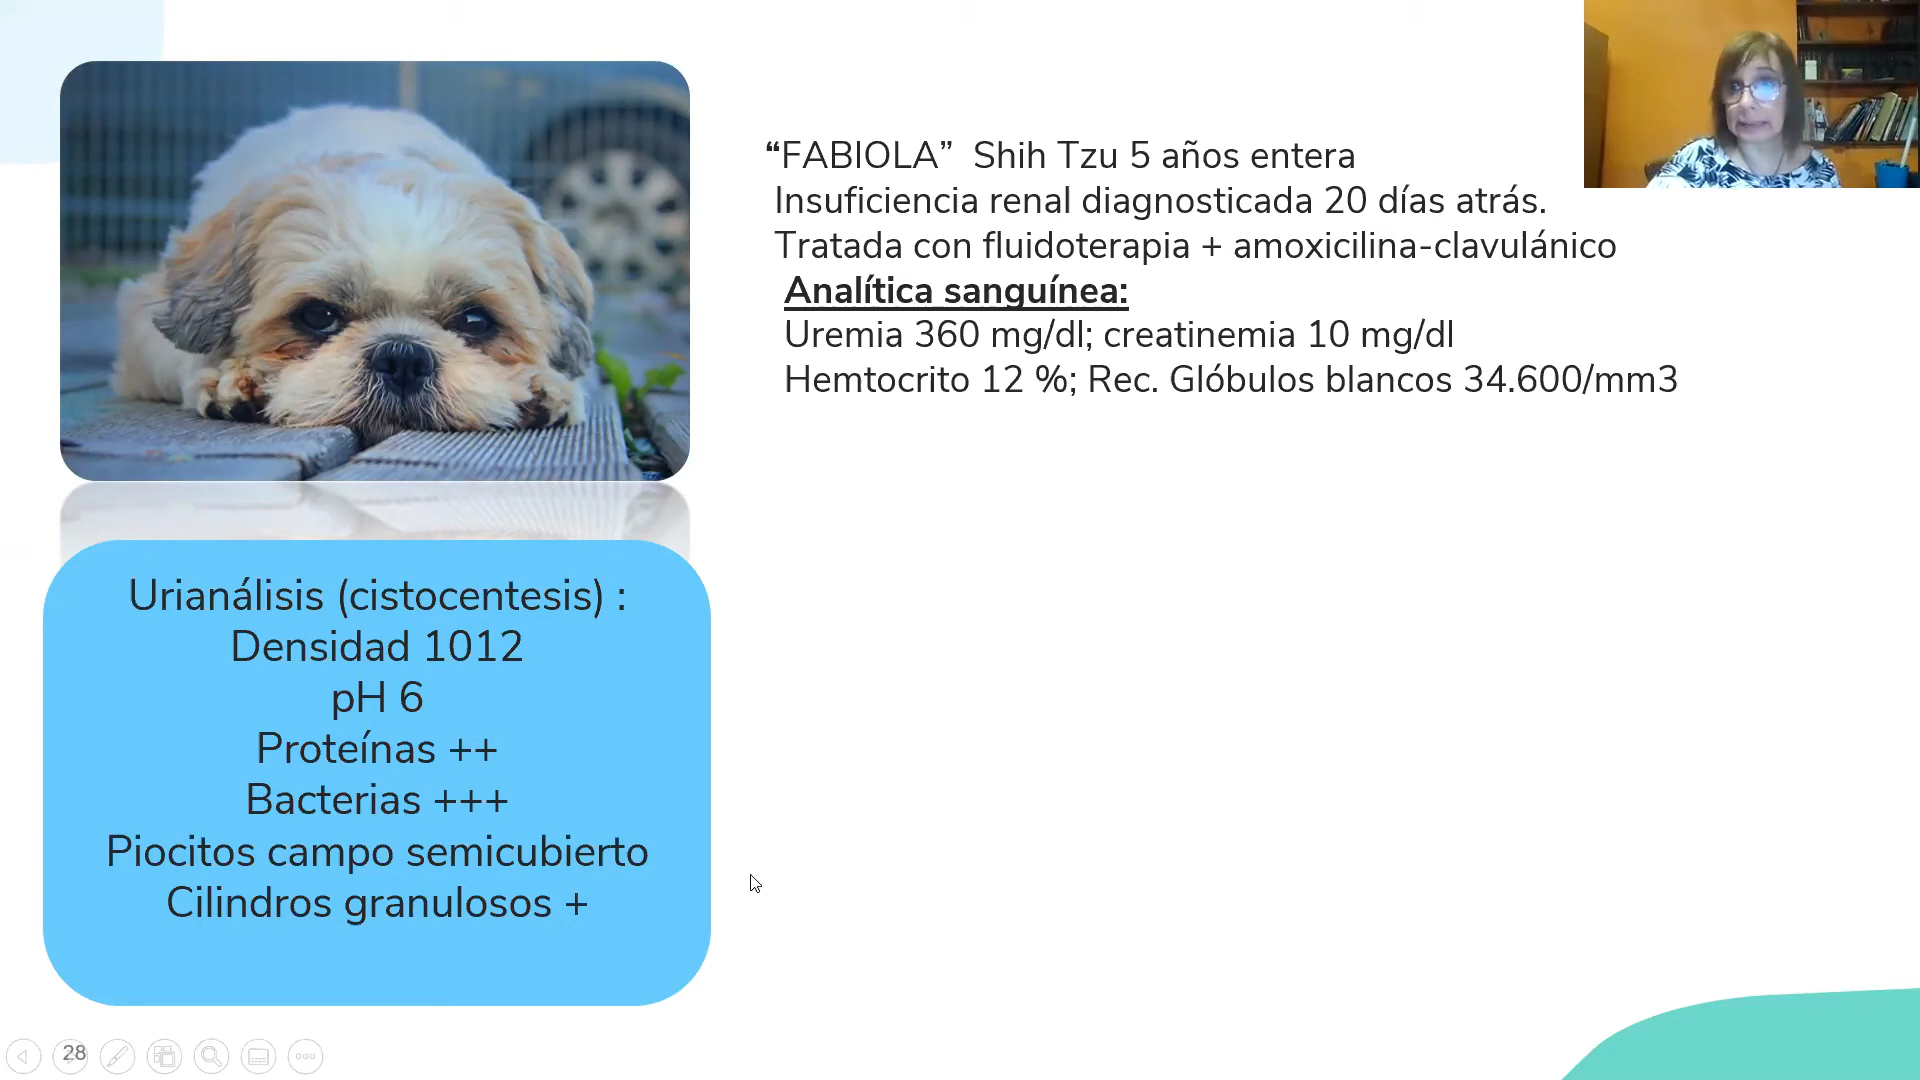 “FABIOLA” Shih Tzu 5 años entera
Insuficiencia renal diagnosticada 20 días atrás.
Tratada con fluidoterapia + amoxicilina-clavulánico
Analítica sanguínea:
Uremia 360 mg/dl; creatinemia 10 mg/dl
Hemtocrito 12 %; Rec. Glóbulos blancos 34.600/mm3
Urianálisis (cistocentesis) :
Densidad 1012
pH 6
Proteínas ++
Bacterias +++
Piocitos campo semicubierto
Cilindros granulosos +
28